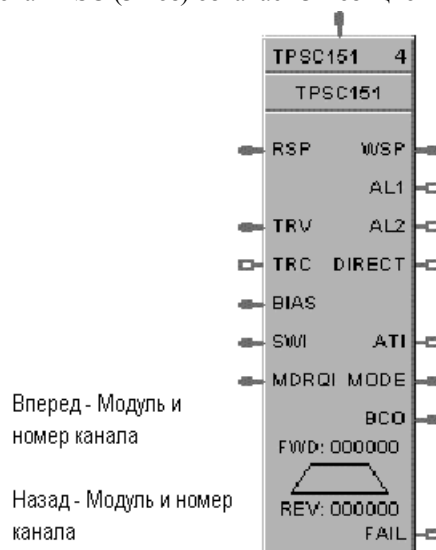 TPSC151 4
TPSC151
RSP WSP
AL1
TRV AL2
TRC DIRECT
BIAS
SWI ATI
MDRQI MODE
BCO
Вперед - Модуль и
номер канала
FWD: 000000
Назад - Модуль и номер
канала
REV: 000000
FAIL